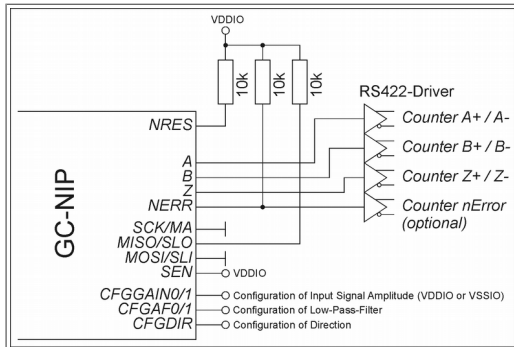 VDDIO
10k
10k
10k
RS422-Driver
NRES
Counter A+ / A-
A
B
Counter B+ / B-
Z
Counter Z+ / Z-
NERR
Counter nError
(optional)
GC-NIP
SCK/MA
MISO/SLO
MOSI/SLI
SEN
VDDIO
CFGGAIN0/1
Configuration of Input Signal Amplitude (VDDIO or VSSIO)
CFGAF0/1
Configuration of Low-Pass-Filter
CFGDIR
Configuration of Direction